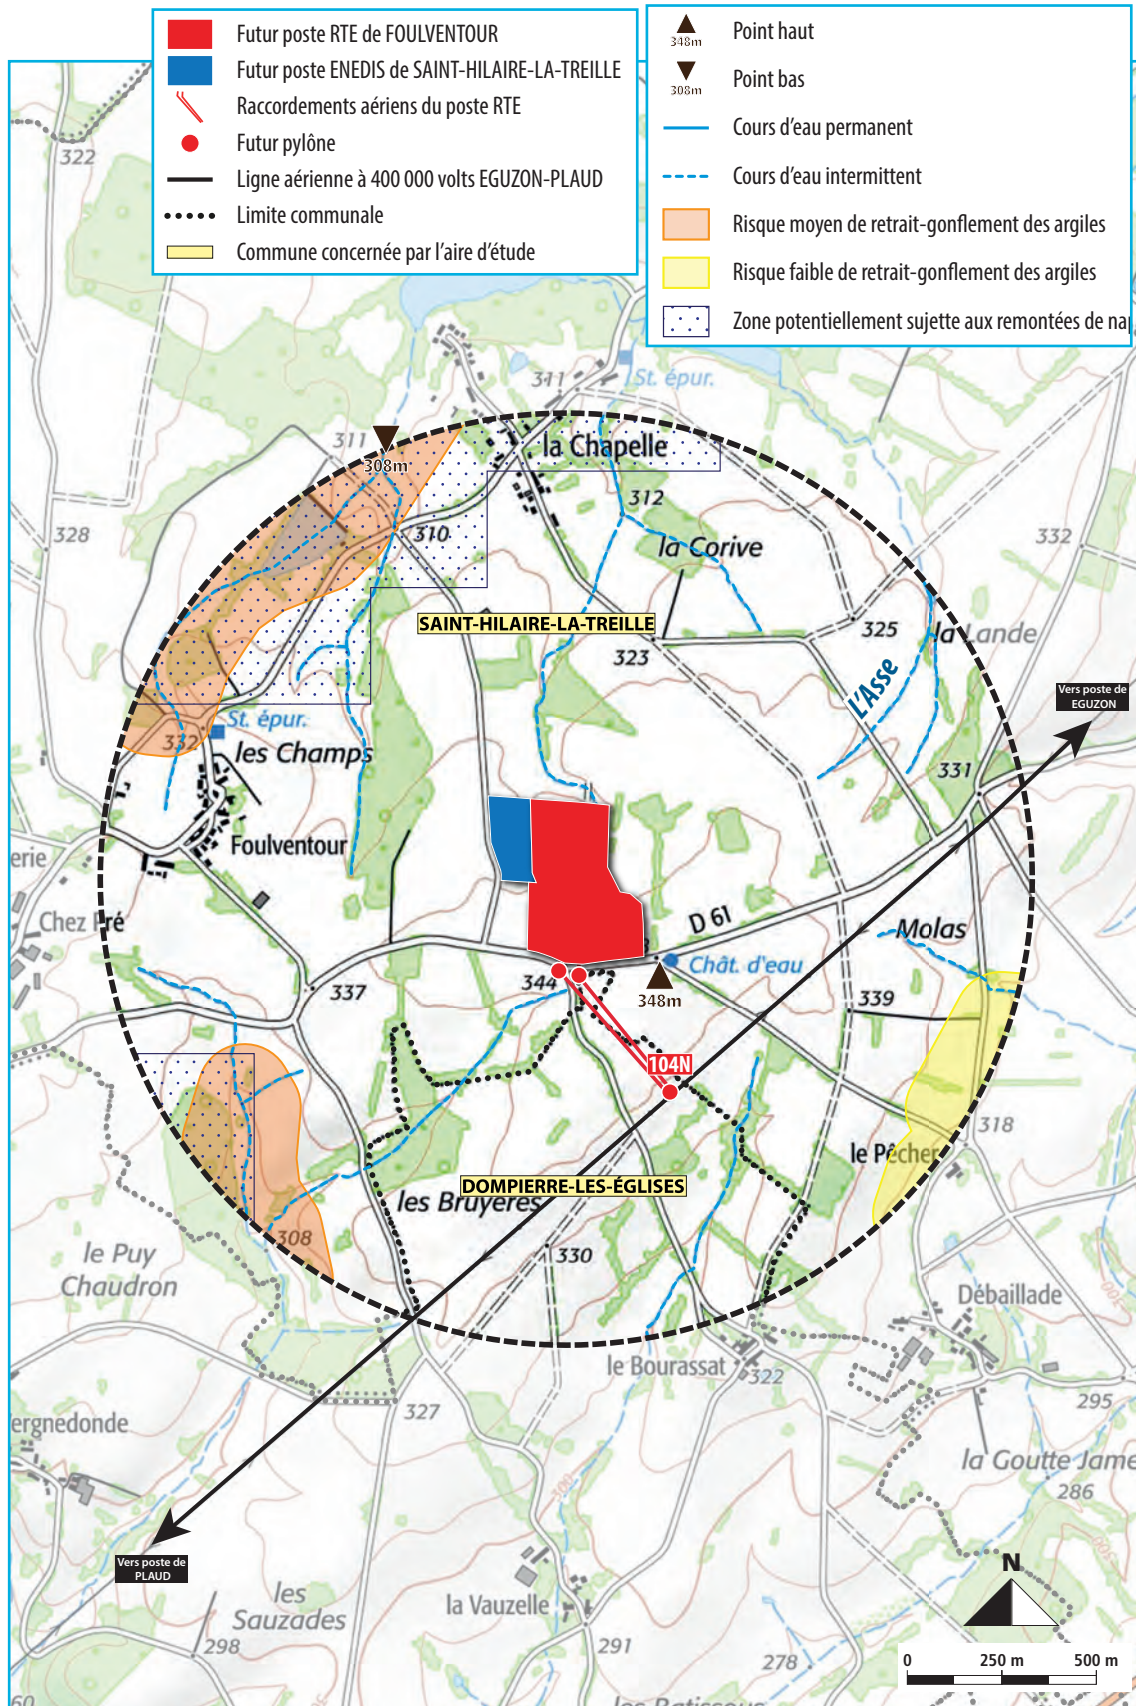 Futur poste RTE de FOULVENTOUR
Futur poste ENEDIS de SAINT-HILAIRE-LA-TREILLE
Raccordements aériens du poste RTE
Futur pylône
Ligne aérienne à 400 000 volts EGUZON-PLAUD
Limite communale
Commune concernée par l'aire d'étude
348m
Point haut
308m
Point bas
Cours d'eau permanent
Cours d'eau intermittent
Risque moyen de retrait-gonflement des argiles
Risque faible de retrait-gonflement des argiles
Zone potentiellement sujette aux remontées de nap
322
311
St. épur.
311
308m
la Chapelle
312
328
310
la Corive
332
SAINT-HILAIRE-LA-TREILLE
323
325
la Lande
L'Asse
Vers poste de
EGUZON
St. épur.
332
les Champs
331
Foulventour
erie
Chez Pré
D 61
Molas
Chât. d'eau
344
348m
337
339
104N
318
le Pêcher
DOMPIERRE-LES-ÉGLISES
les Bruyères
308
330
le Puy
Chaudron
Débaillade
le Bourassat
322
295
327
ergnedonde
la Goutte Jame
286
300
300
Vers poste de
PLAUD
N
les
Sauzades
la Vauzelle
298
291
278
0 250 m 500 m
60
les Batisses